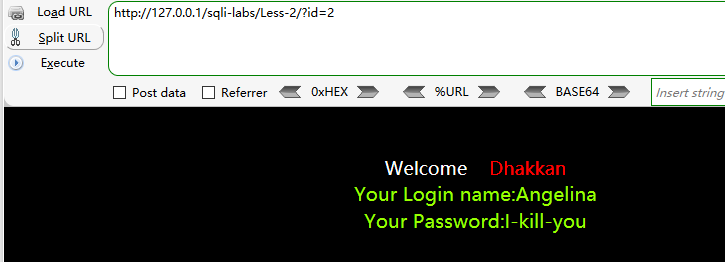 Load URL
http://127.0.0.1/sqli-labs/Less-2/?id=2
Split URL
Execute
Post data Referrer 0xHEX %URL BASE64 Insert string
Welcome Dhakkan
Your Login name:Angelina
Your Password:I-kill-you